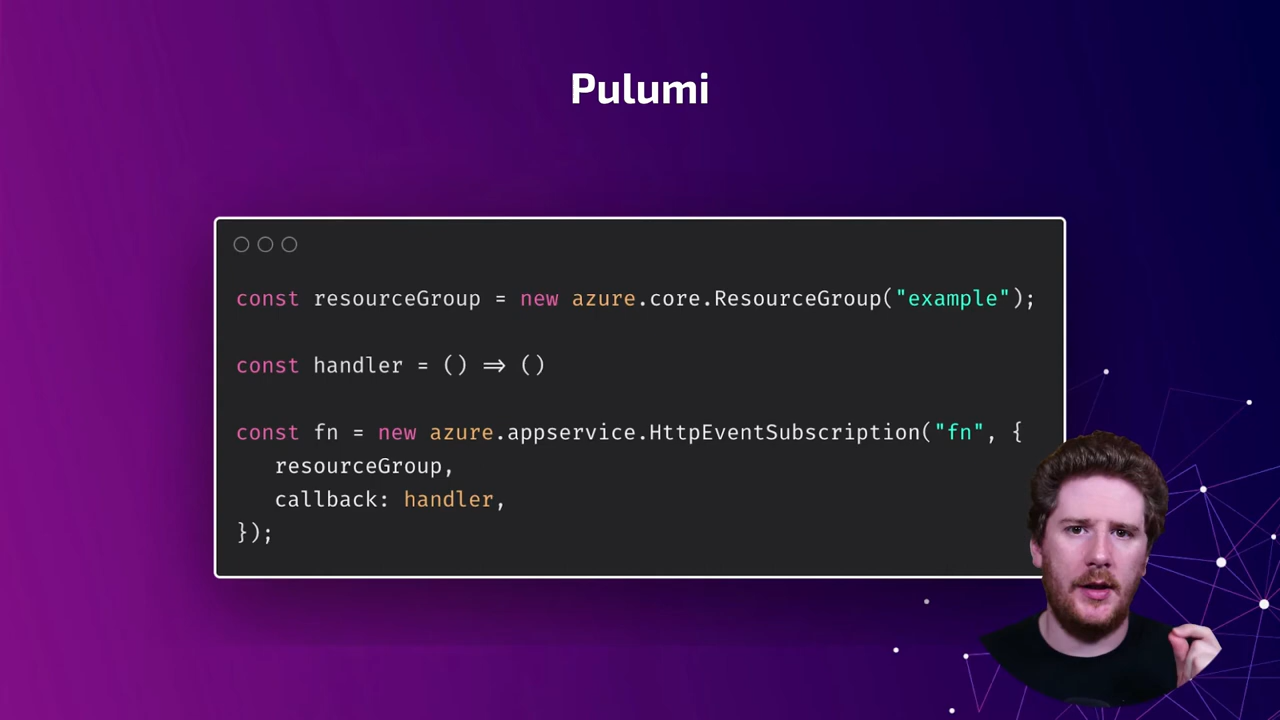 Pulumi
const resourceGroup = new azure.core.ResourceGroup("example");
const handler = () => ()
const fn = new azure.appservice.HttpEventSubscription("fn", {
resourceGroup,
callback: handler,
});